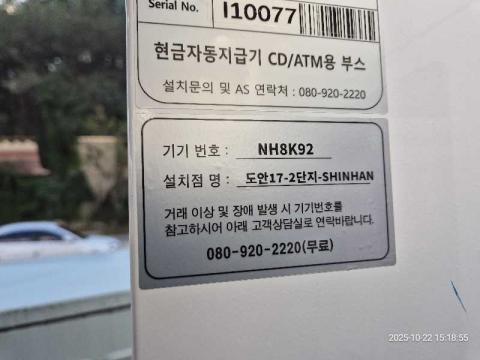 Serial No. I10077
현금자동지급기 CD/ATM용 부스
설치문의 및 AS 연락처 : 080-920-2220
기기 번호 : NH8K92
설치점 명 : 도안17-2단지-SHINHAN
거래 이상 및 장애 발생 시 기기번호를
참고하시어 아래 고객상담실로 연락바랍니다.
080-920-2220(무료)
2025-10-22 15:18:55